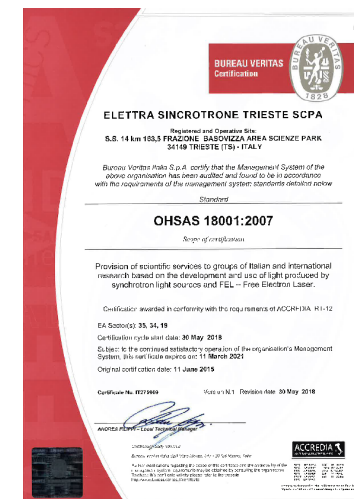 BUREAU VERITAS
Certification
BUREAU VERITAS
1828
ELETTRA SINCROTRONE TRIESTE SCPA
Registered and Operative Site:
S.S. 14 km 163,5 FRAZIONE BASOVIZZA AREA SCIENZE PARK
34149 TRIESTE (TS) - ITALY
Bureau Veritas Italia S.p.A. certify that the Management System of the
above organisation has been audited and found to be in accordance
with the requirements of the management system standards detailed below
Standard
OHSAS 18001:2007
Scope of certification
Provision of scientific services to groups of Italian and international
research based on the development and use of light produced by
synchrotron light sources and FEL – Free Electron Laser.
Certification awarded in conformity with the requirements of ACCREDIA RT-12
EA Sector(s): 35, 34, 19
Certification cycle start date: 30 May 2018
Subject to the continued satisfactory operation of the organisation's Management
System, this certificate expires on: 11 March 2021
Original certification date: 11 June 2015
Certificate No. Version N.1 Revision date: 30 May 2018
Local Technical Manager
ACCREDIA